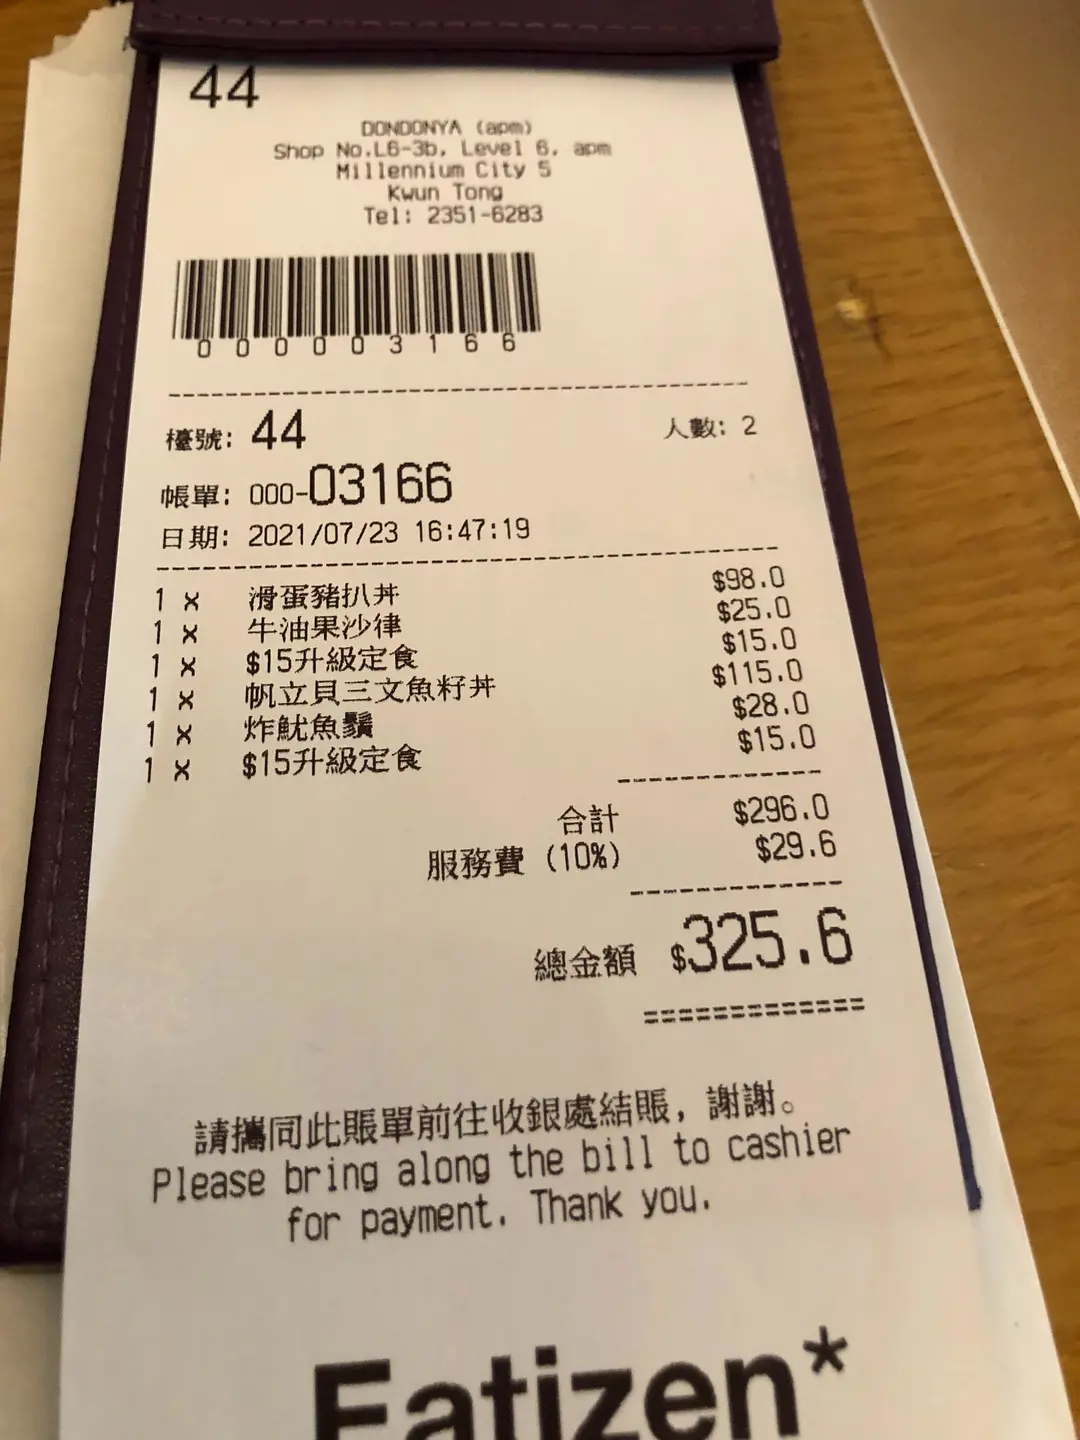 44
DONDONYA (apm)
Shop No.L6-3b, Level 6, apm
Millennium City 5
Kwun Tong
Tel: 2351-6283
000003166
檯號: 44 人數: 2
帳單: 000-03166
日期: 2021/07/23 16:47:19
1 x 滑蛋豬扒丼 $98.0
1 x 牛油果沙律 $25.0
1 x $15升級定食 $15.0
1 x 帆立貝三文魚籽丼 $115.0
1 x 炸魷魚鬚 $28.0
1 x $15升級定食 $15.0
合計 $296.0
服務費 (10%) $29.6
總金額 $325.6
請攜同此賬單前往收銀處結賬，謝謝。
Please bring along the bill to cashier
for payment. Thank you.
Eatizen*